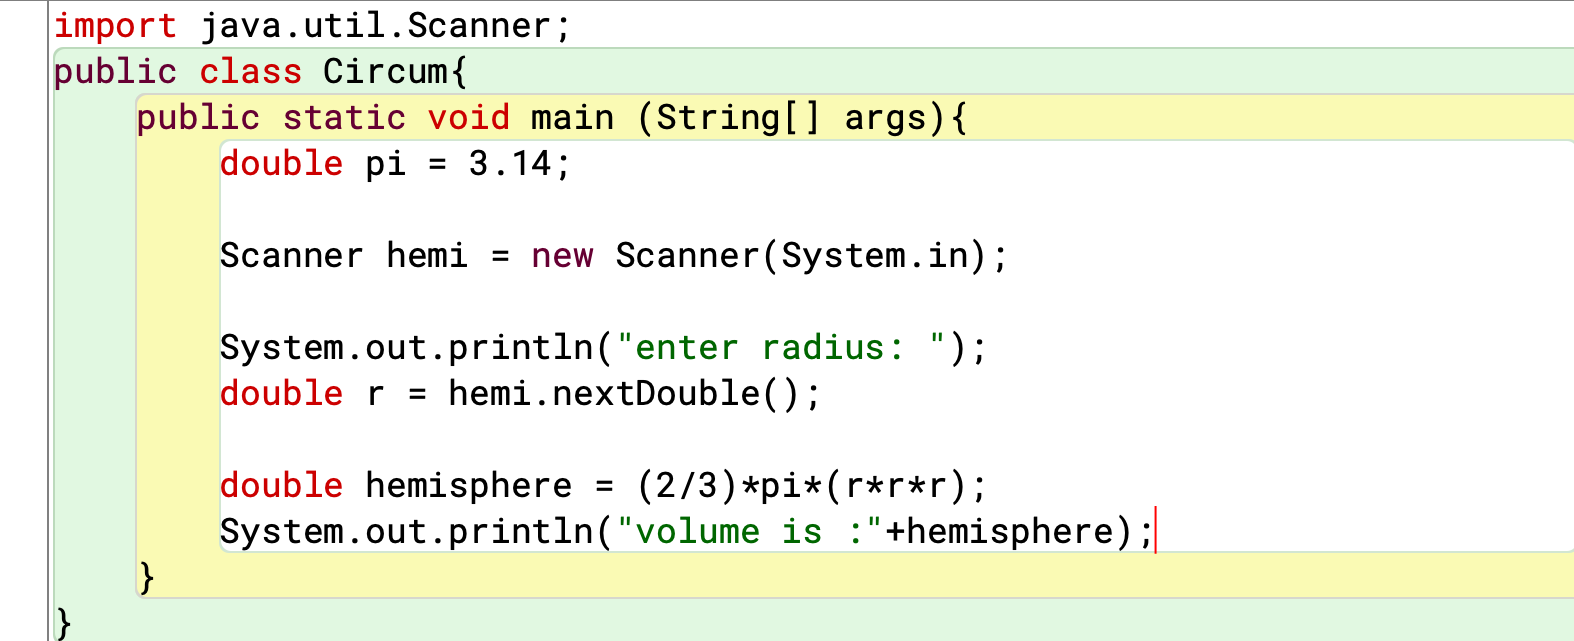 import java.util.Scanner;
public class Circum{
public static void main (String[] args){
double pi = 3.14;
Scanner hemi = new Scanner(System.in);
System.out.println("enter radius: ");
double r = hemi.nextDouble();
double hemisphere = (2/3)*pi*(r*r*r);
System.out.println("volume is :"+hemisphere);
}
}